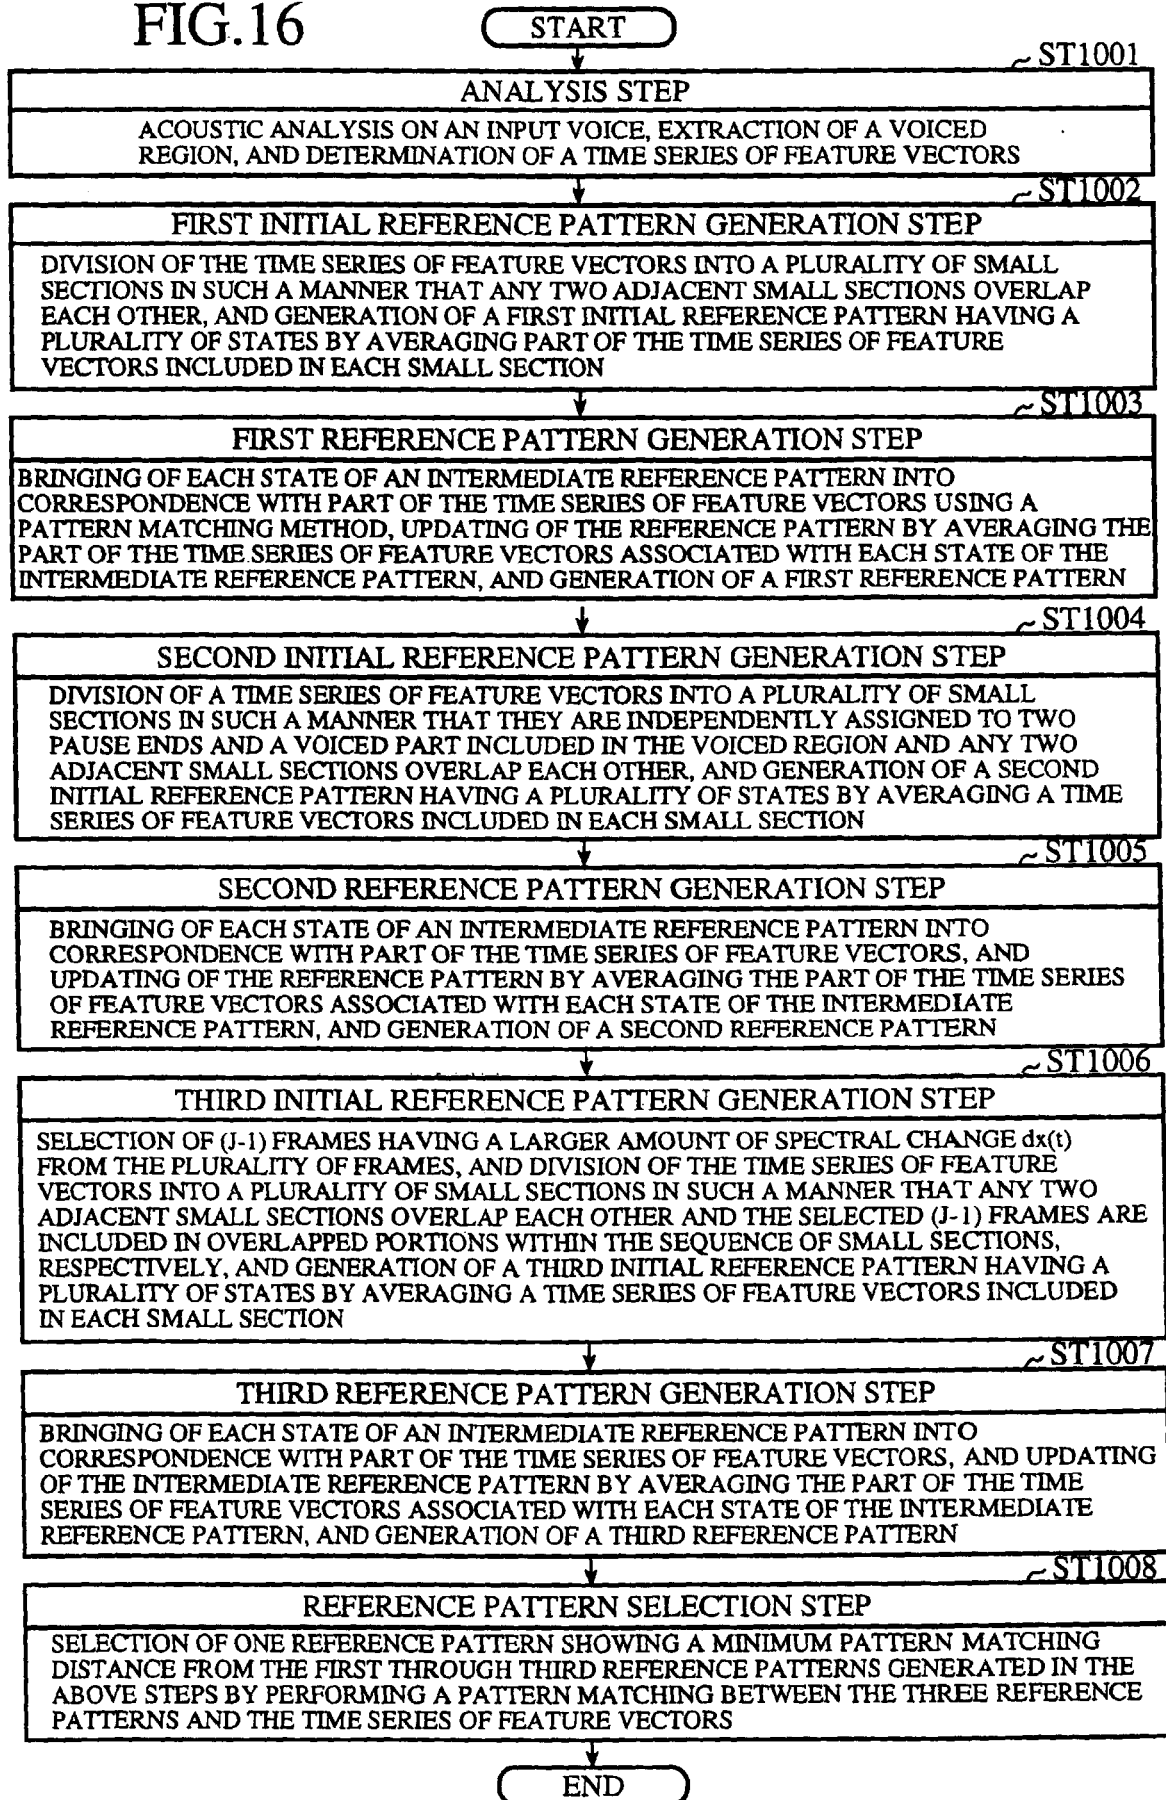 FIG.16
START
ST1001
ANALYSIS STEP
ACOUSTIC ANALYSIS ON AN INPUT VOICE, EXTRACTION OF A VOICED
REGION, AND DETERMINATION OF A TIME SERIES OF FEATURE VECTORS
ST1002
FIRST INITIAL REFERENCE PATTERN GENERATION STEP
DIVISION OF THE TIME SERIES OF FEATURE VECTORS INTO A PLURALITY OF SMALL
SECTIONS IN SUCH A MANNER THAT ANY TWO ADJACENT SMALL SECTIONS OVERLAP
EACH OTHER, AND GENERATION OF A FIRST INITIAL REFERENCE PATTERN HAVING A
PLURALITY OF STATES BY AVERAGING PART OF THE TIME SERIES OF FEATURE
VECTORS INCLUDED IN EACH SMALL SECTION
ST1003
FIRST REFERENCE PATTERN GENERATION STEP
BRINGING OF EACH STATE OF AN INTERMEDIATE REFERENCE PATTERN INTO
CORRESPONDENCE WITH PART OF THE TIME SERIES OF FEATURE VECTORS USING A
PATTERN MATCHING METHOD, UPDATING OF THE REFERENCE PATTERN BY AVERAGING THE
PART OF THE TIME SERIES OF FEATURE VECTORS ASSOCIATED WITH EACH STATE OF THE
INTERMEDIATE REFERENCE PATTERN, AND GENERATION OF A FIRST REFERENCE PATTERN
ST1004
SECOND INITIAL REFERENCE PATTERN GENERATION STEP
DIVISION OF A TIME SERIES OF FEATURE VECTORS INTO A PLURALITY OF SMALL
SECTIONS IN SUCH A MANNER THAT THEY ARE INDEPENDENTLY ASSIGNED TO TWO
PAUSE ENDS AND A VOICED PART INCLUDED IN THE VOICED REGION AND ANY TWO
ADJACENT SMALL SECTIONS OVERLAP EACH OTHER, AND GENERATION OF A SECOND
INITIAL REFERENCE PATTERN HAVING A PLURALITY OF STATES BY AVERAGING A TIME
SERIES OF FEATURE VECTORS INCLUDED IN EACH SMALL SECTION
ST1005
SECOND REFERENCE PATTERN GENERATION STEP
BRINGING OF EACH STATE OF AN INTERMEDIATE REFERENCE PATTERN INTO
CORRESPONDENCE WITH PART OF THE TIME SERIES OF FEATURE VECTORS, AND
UPDATING OF THE REFERENCE PATTERN BY AVERAGING THE PART OF THE TIME SERIES
OF FEATURE VECTORS ASSOCIATED WITH EACH STATE OF THE INTERMEDIATE
REFERENCE PATTERN, AND GENERATION OF A SECOND REFERENCE PATTERN
ST1006
THIRD INITIAL REFERENCE PATTERN GENERATION STEP
SELECTION OF (J-1) FRAMES HAVING A LARGER AMOUNT OF SPECTRAL CHANGE dx(t)
FROM THE PLURALITY OF FRAMES, AND DIVISION OF THE TIME SERIES OF FEATURE
VECTORS INTO A PLURALITY OF SMALL SECTIONS IN SUCH A MANNER THAT ANY TWO
ADJACENT SMALL SECTIONS OVERLAP EACH OTHER AND THE SELECTED (J-1) FRAMES ARE
INCLUDED IN OVERLAPPED PORTIONS WITHIN THE SEQUENCE OF SMALL SECTIONS,
RESPECTIVELY, AND GENERATION OF A THIRD INITIAL REFERENCE PATTERN HAVING A
PLURALITY OF STATES BY AVERAGING A TIME SERIES OF FEATURE VECTORS INCLUDED
IN EACH SMALL SECTION
ST1007
THIRD REFERENCE PATTERN GENERATION STEP
BRINGING OF EACH STATE OF AN INTERMEDIATE REFERENCE PATTERN INTO
CORRESPONDENCE WITH PART OF THE TIME SERIES OF FEATURE VECTORS, AND UPDATING
OF THE INTERMEDIATE REFERENCE PATTERN BY AVERAGING THE PART OF THE TIME
SERIES OF FEATURE VECTORS ASSOCIATED WITH EACH STATE OF THE INTERMEDIATE
REFERENCE PATTERN, AND GENERATION OF A THIRD REFERENCE PATTERN
ST1008
REFERENCE PATTERN SELECTION STEP
SELECTION OF ONE REFERENCE PATTERN SHOWING A MINIMUM PATTERN MATCHING
DISTANCE FROM THE FIRST THROUGH THIRD REFERENCE PATTERNS GENERATED IN THE
ABOVE STEPS BY PERFORMING A PATTERN MATCHING BETWEEN THE THREE REFERENCE
PATTERNS AND THE TIME SERIES OF FEATURE VECTORS
END